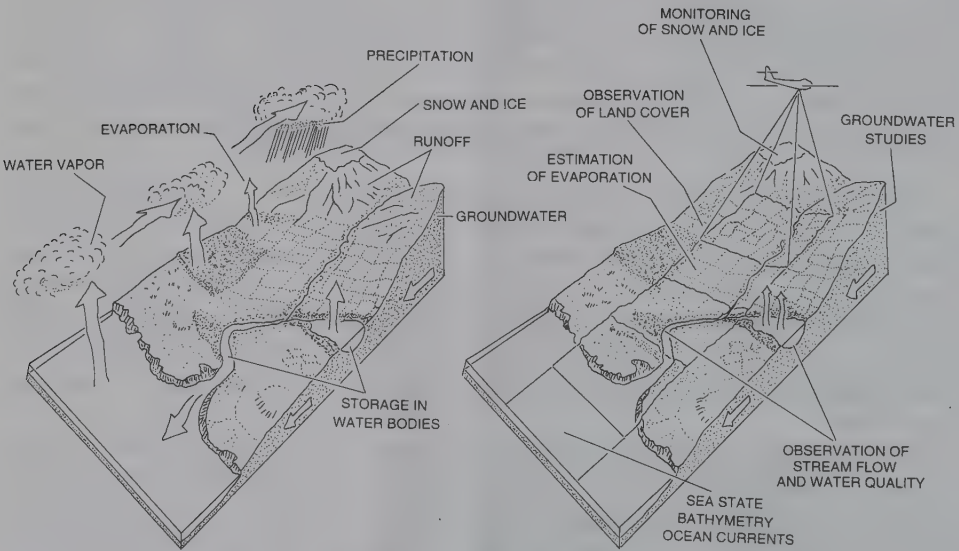 PRECIPITATION
SNOW AND ICE
EVAPORATION
RUNOFF
WATER VAPOR
GROUNDWATER
STORAGE IN
WATER BODIES
MONITORING
OF SNOW AND ICE
OBSERVATION
OF LAND COVER
GROUNDWATER
STUDIES
ESTIMATION
OF EVAPORATION
OBSERVATION OF
STREAM FLOW
AND WATER QUALITY
SEA STATE
BATHYMETRY
OCEAN CURRENTS